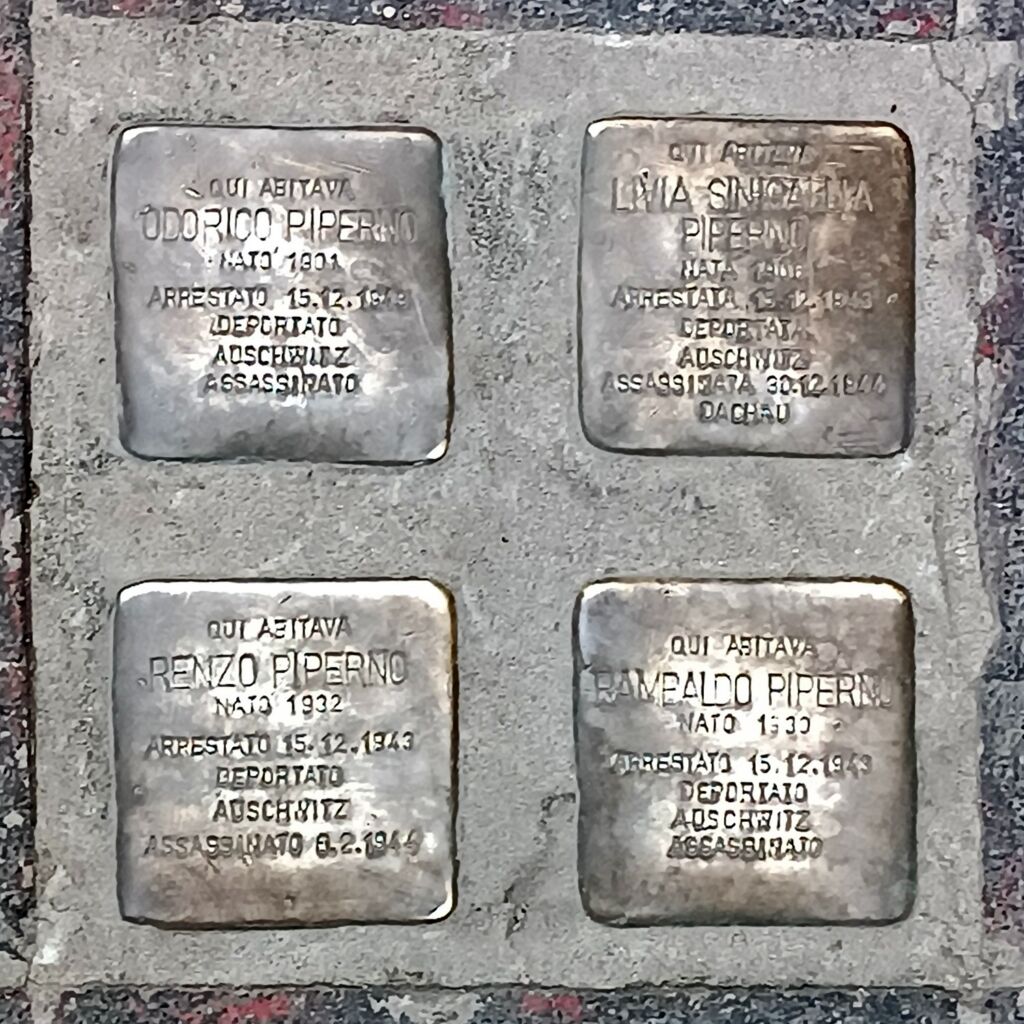 QUI ABITAVA
ODORICO PIPERNO
NATO 1901
ARRESTATO 15.12.1943
DEPORTATO
AUSCHWITZ
ASSASSINATO
QUI ABITAVA
LIVIA SINIGAGLIA
PIPERNO
NATA
ARRESTATA 15.12.1943
DEPORTATA
AUSCHWITZ
ASSASSINATA 30.12.1944
DACHAU
QUI ABITAVA
RENZO PIPERNO
NATO 1932
ARRESTATO 15.12.1943
DEPORTATO
AUSCHWITZ
ASSASSINATO 6.2.1944
QUI ABITAVA
RAMBALDO PIPERNO
NATO 1930
ARRESTATO 15.12.1943
DEPORTATO
AUSCHWITZ
ASSASSINATO